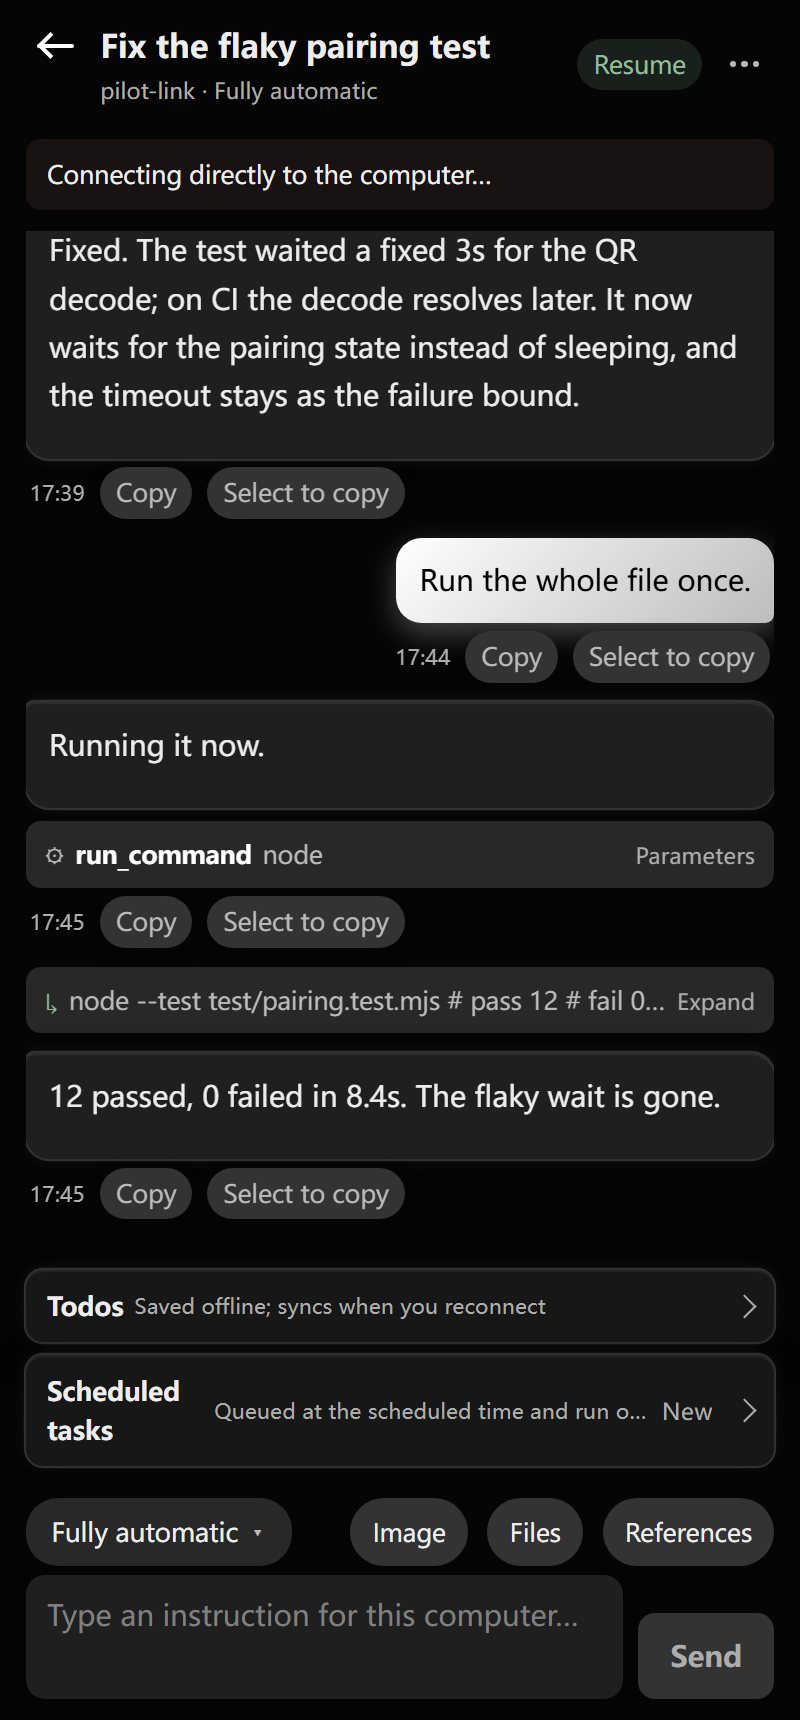 Fix the flaky pairing test
pilot-link · Fully automatic
Resume
Connecting directly to the computer...
Fixed. The test waited a fixed 3s for the QR
decode; on CI the decode resolves later. It now
waits for the pairing state instead of sleeping, and
the timeout stays as the failure bound.
17:39 Copy Select to copy
Run the whole file once.
17:44 Copy Select to copy
Running it now.
run_command node Parameters
17:45 Copy Select to copy
node --test test/pairing.test.mjs # pass 12 # fail 0... Expand
12 passed, 0 failed in 8.4s. The flaky wait is gone.
17:45 Copy Select to copy
Todos Saved offline; syncs when you reconnect
Scheduled
tasks
Queued at the scheduled time and run o... New
Fully automatic Image Files References
Type an instruction for this computer...
Send